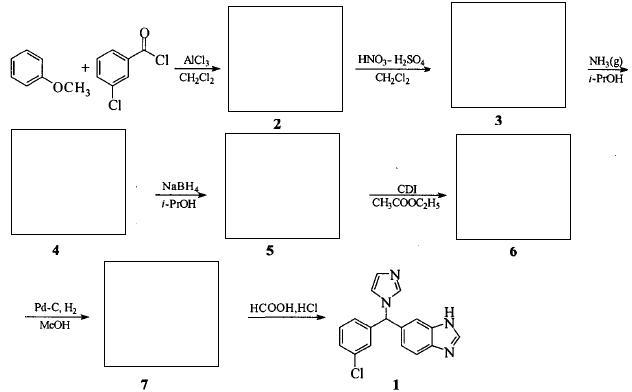 O
Cl
+
OCH3
Cl
AlCl3
CH2Cl2
2
HNO3-H2SO4
CH2Cl2
3
NH3(g)
i-PrOH
4
NaBH4
i-PrOH
5
CDI
CH3COOC2H5
6
Pd-C, H2
MeOH
7
HCOOH,HCl
N
N
H
N
N
Cl
1